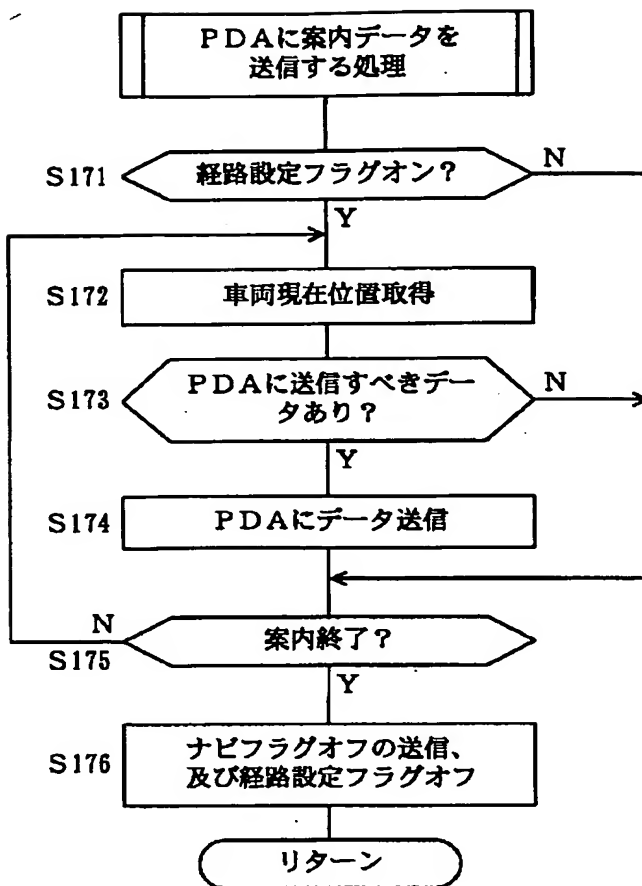 PDAに案内データを
送信する処理
S171
経路設定フラグオン?
N
Y
S172
車両現在位置取得
S173
PDAに送信すべきデー
タあり?
N
Y
S174
PDAにデータ送信
N
S175
案内終了?
Y
S176
ナビフラグオフの送信、
及び経路設定フラグオフ
リターン